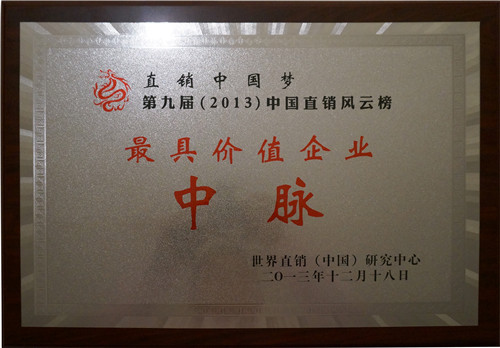 直销中国梦
第九届(2013)中国直销风云榜
最具价值企业
中脉
世界直销（中国）研究中心
二〇一三年十二月十八日